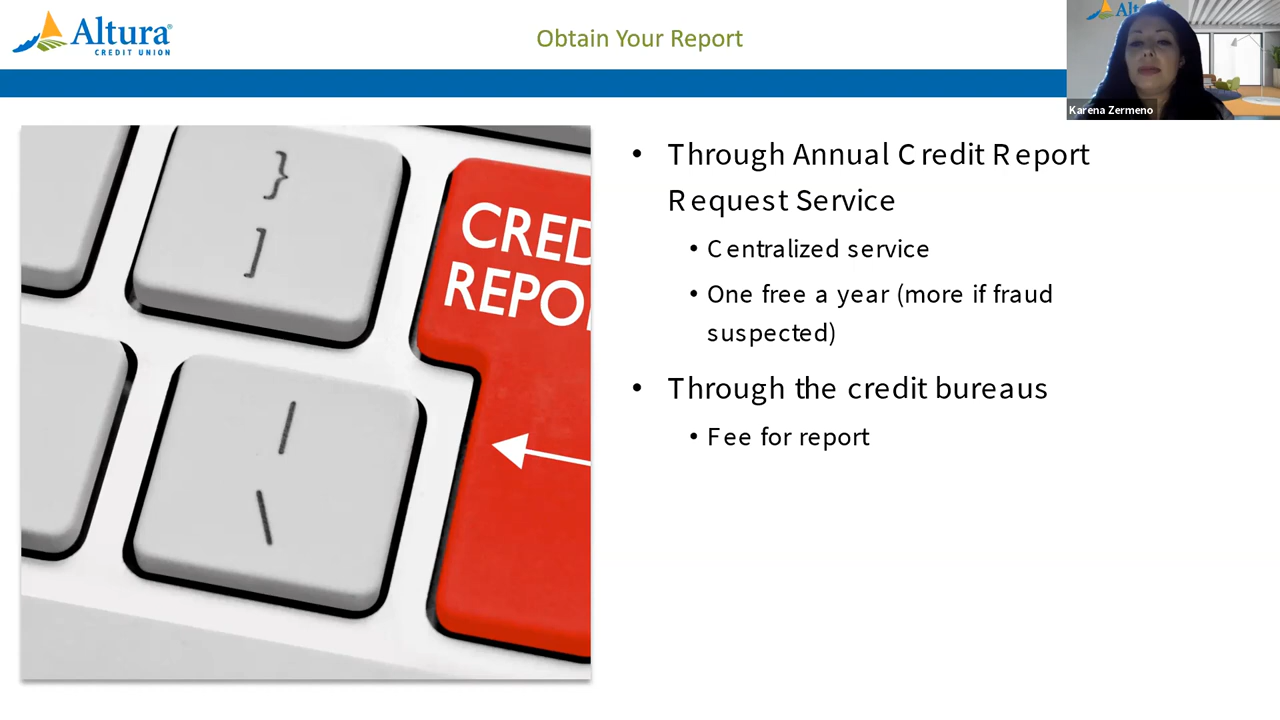 Altura
CREDIT UNION
Obtain Your Report
Alt
Karena Zermeno
}
]
|
\
CRED
REPO
• Through Annual Credit Report
Request Service
• Centralized service
• One free a year (more if fraud
suspected)
• Through the credit bureaus
• Fee for report